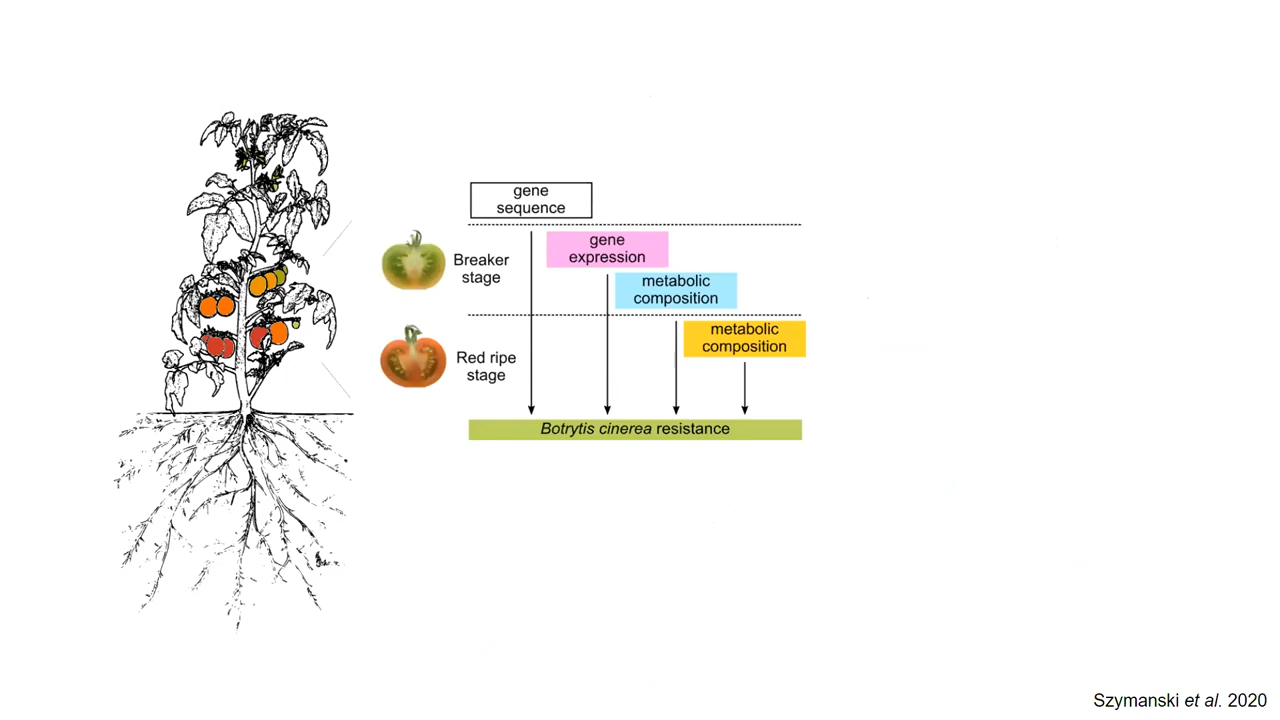 gene
sequence
gene
expression
Breaker
stage
metabolic
composition
metabolic
composition
Red ripe
stage
Botrytis cinerea resistance
Szymanski et al. 2020